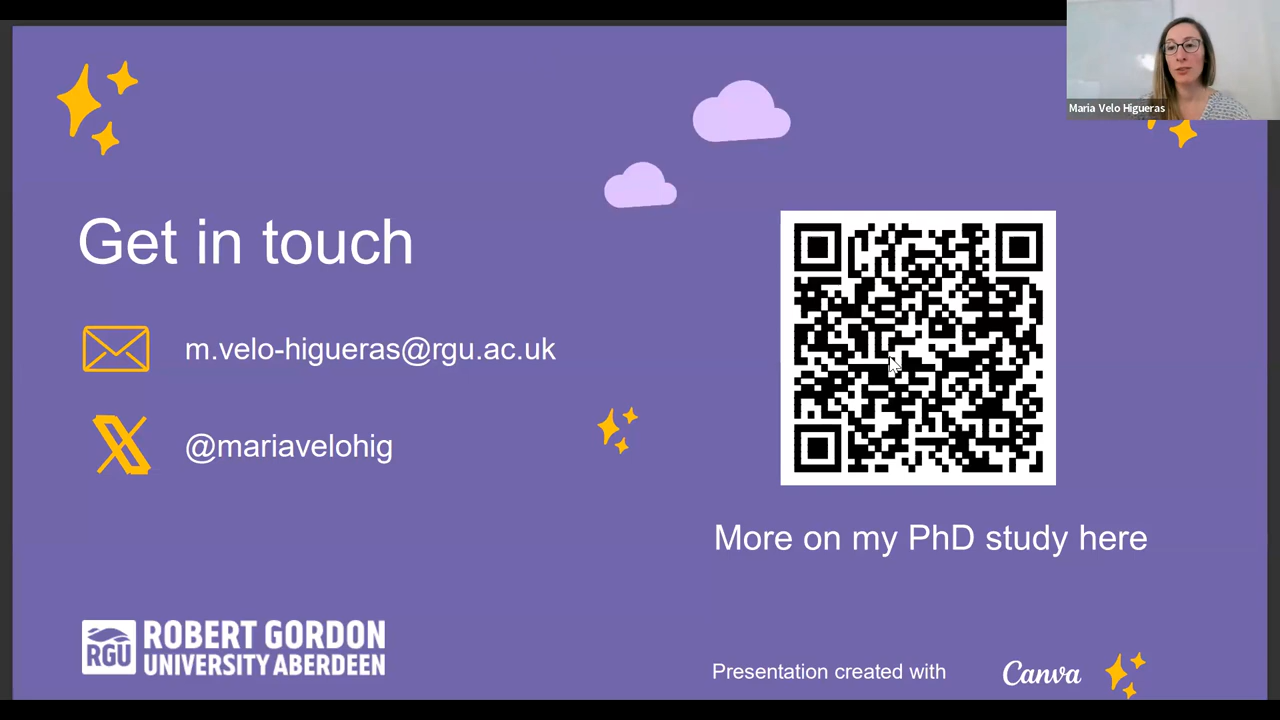 Maria Velo Higueras
Get in touch
m.velo-higueras@rgu.ac.uk
@mariavelohig
More on my PhD study here
RGU
ROBERT GORDON
UNIVERSITY ABERDEEN
Presentation created with
Canva